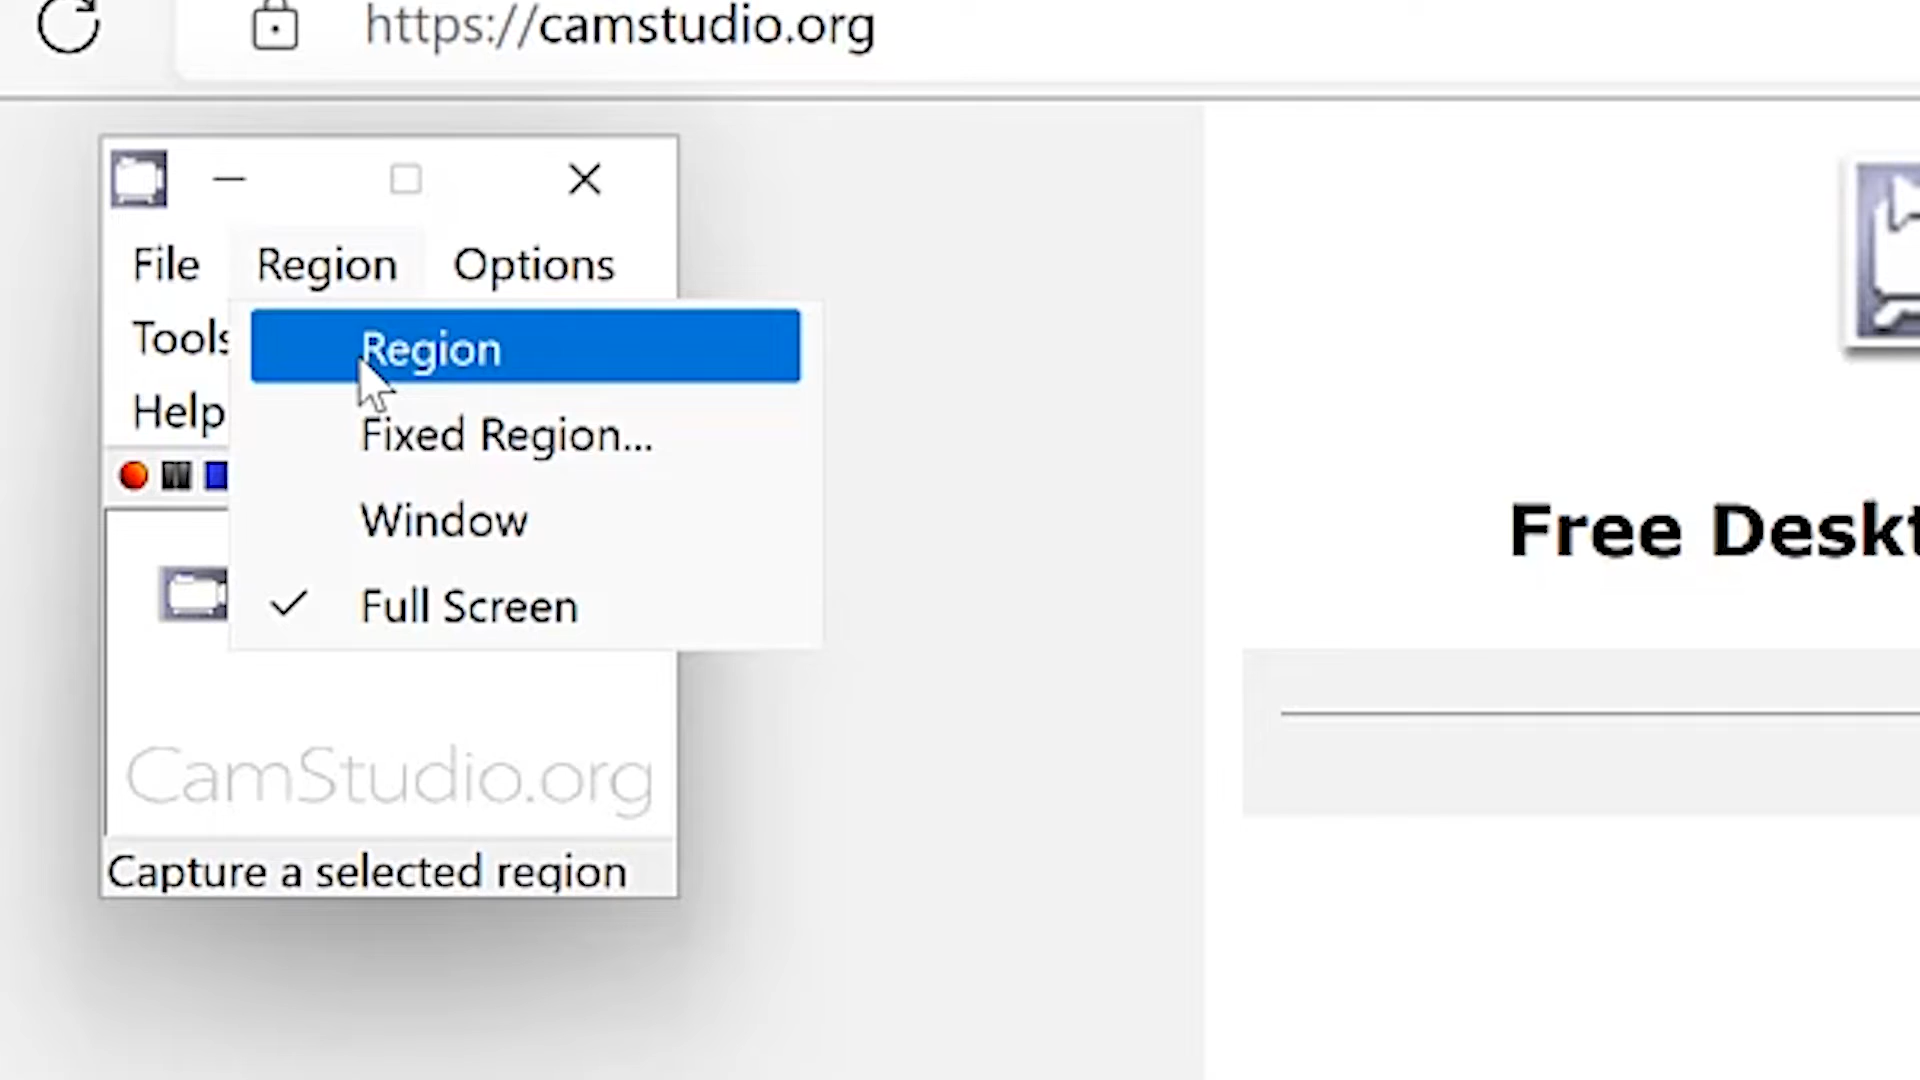 https://camstudio.org
File Region Options
Tools
Help
Region
Fixed Region...
Window
Full Screen
CamStudio.org
Capture a selected region
Free Deskt